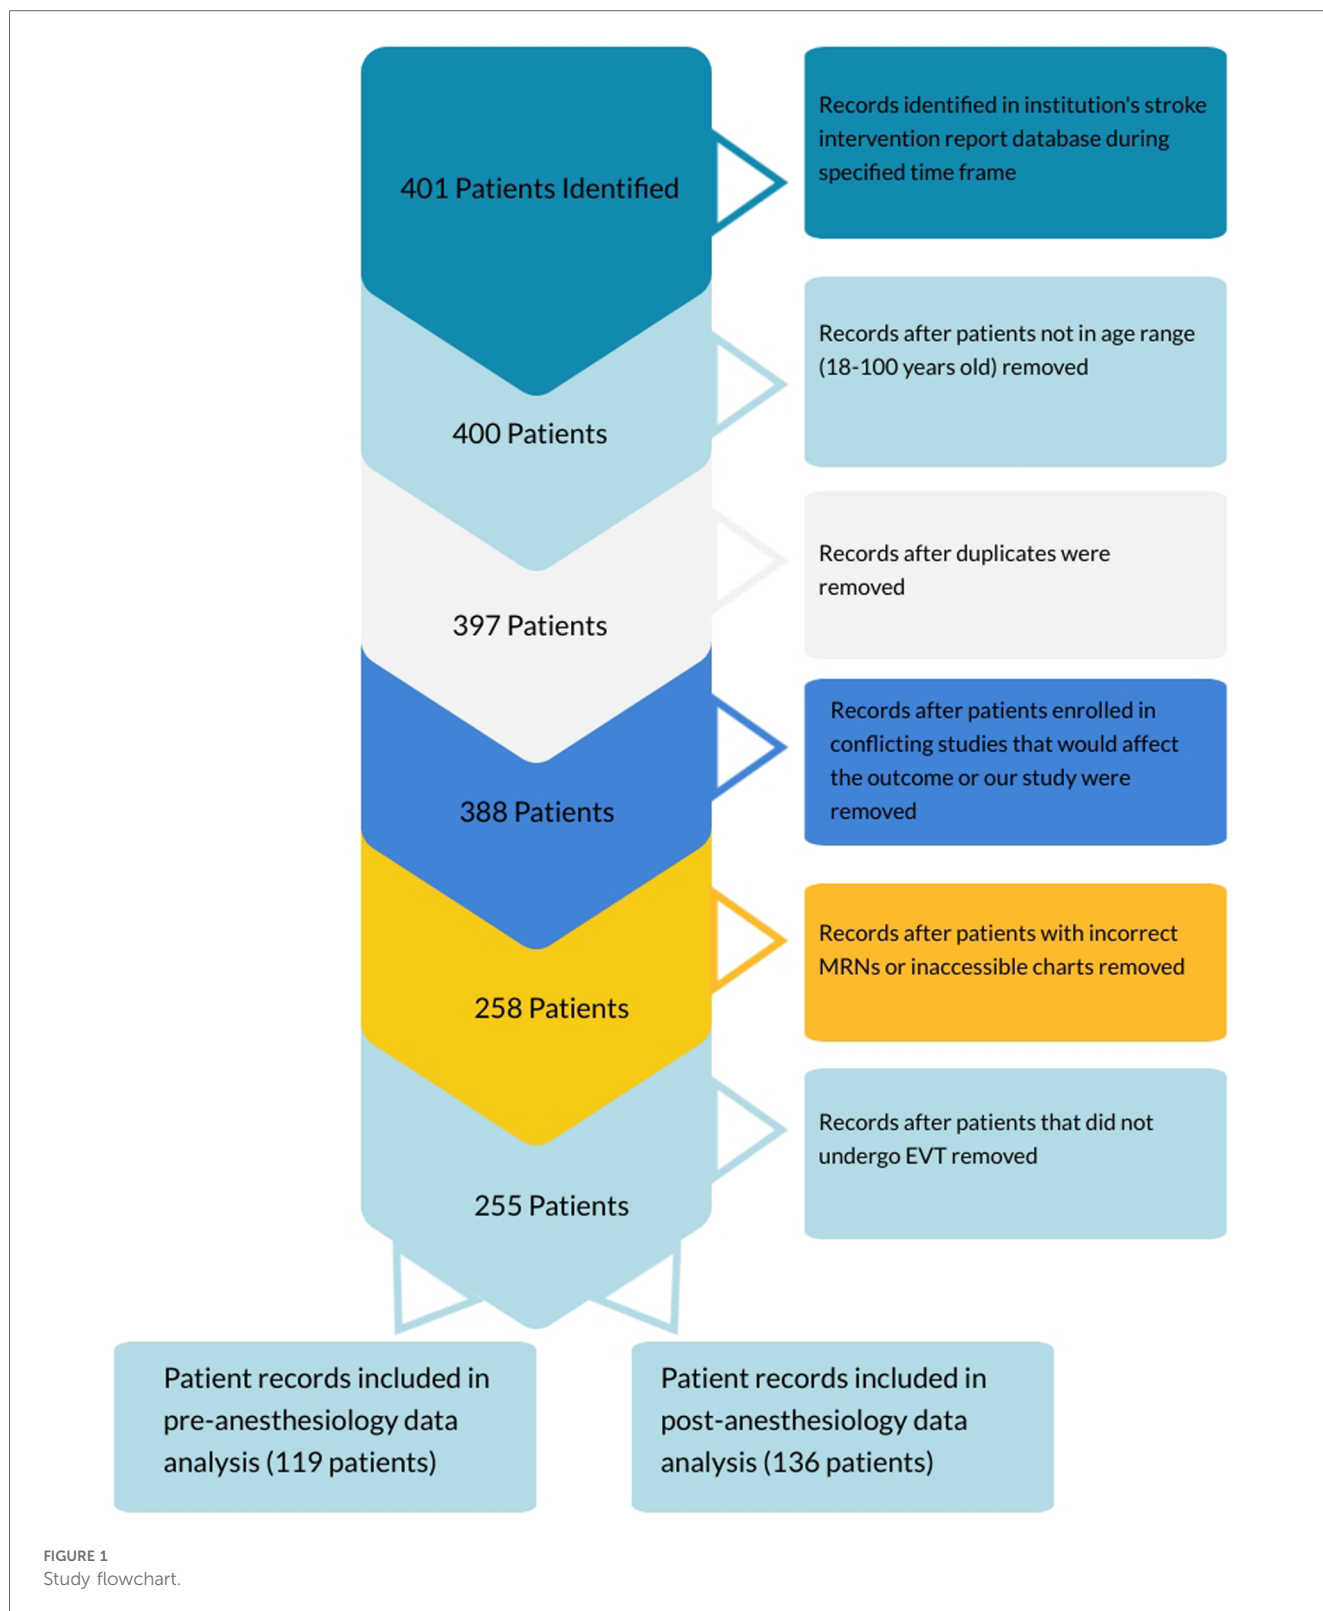 401 Patients Identified
Records identified in institution's stroke
intervention report database during
specified time frame
400 Patients
Records after patients not in age range
(18-100 years old) removed
397 Patients
Records after duplicates were
removed
388 Patients
Records after patients enrolled in
conflicting studies that would affect
the outcome or our study were
removed
258 Patients
Records after patients with incorrect
MRNs or inaccessible charts removed
255 Patients
Records after patients that did not
undergo EVT removed
Patient records included in
pre-anesthesiology data
analysis (119 patients)
Patient records included in
post-anesthesiology data
analysis (136 patients)
FIGURE 1
Study flowchart.